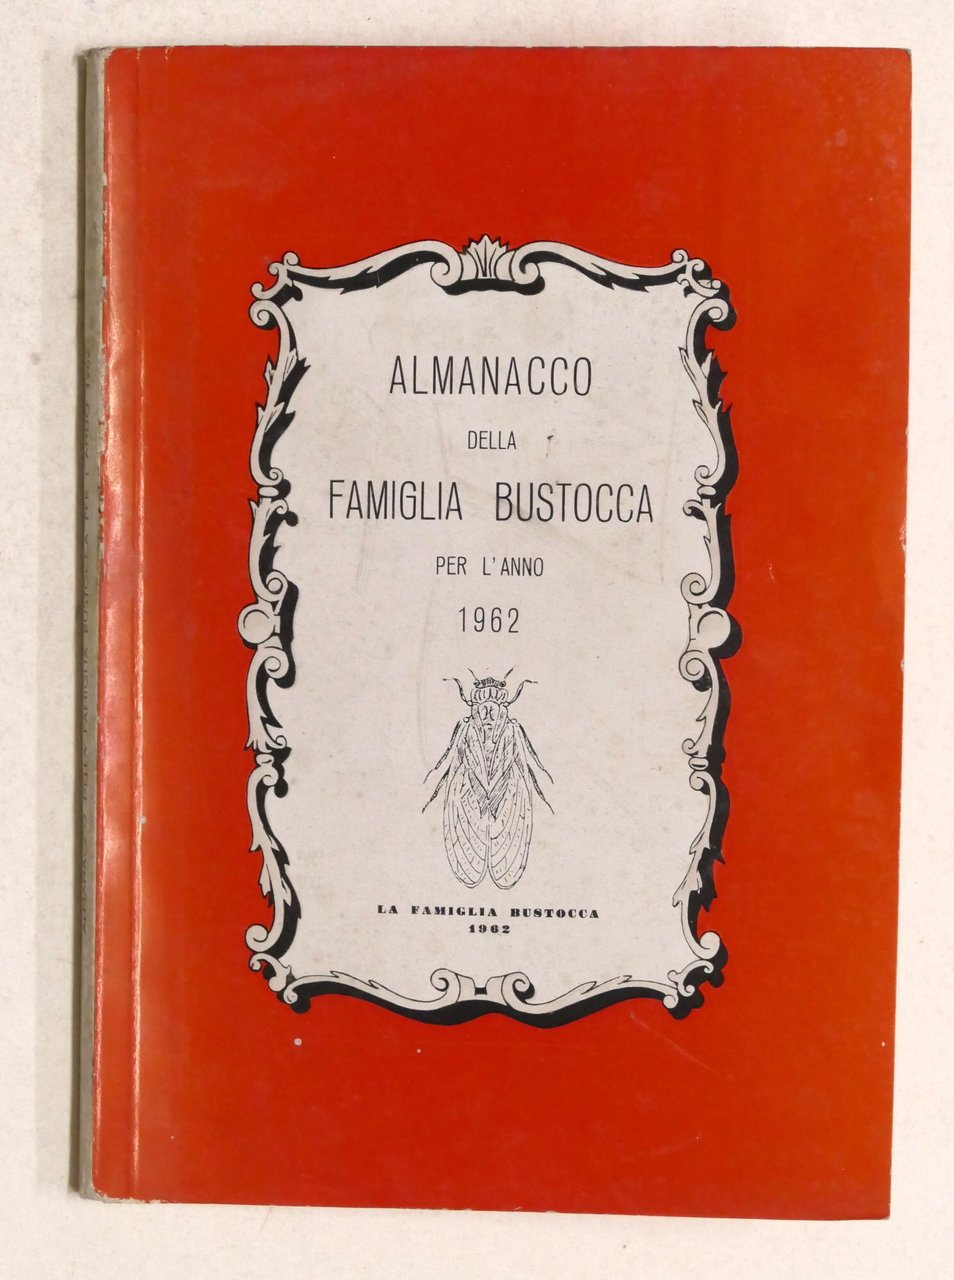 ALMANACCO
DELLA
FAMIGLIA BUSTOCCA
PER L'ANNO
1962
LA FAMIGLIA BUSTOCCA
1962